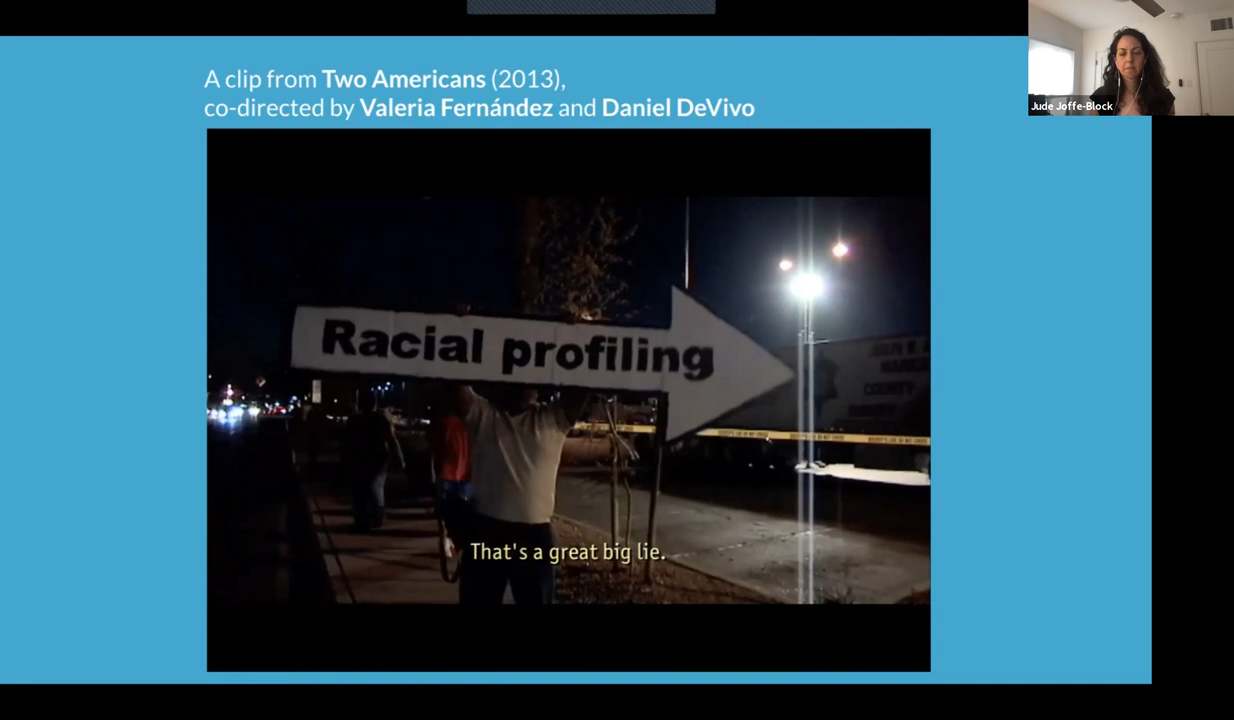 A clip from Two Americans (2013),
co-directed by Valeria Fernández and Daniel DeVivo
Jude Joffe-Block
Racial profiling
COUNTY
That's a great big lie.